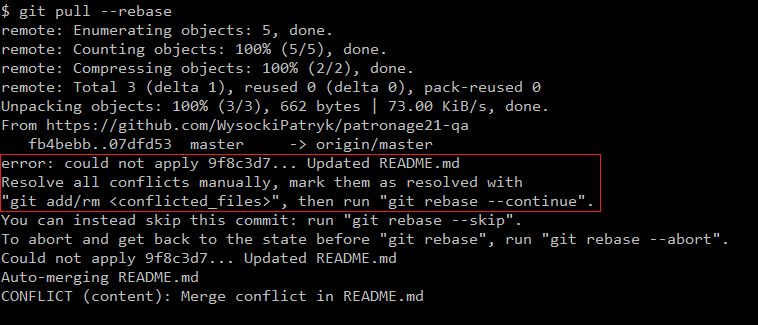 $ git pull --rebase
remote: Enumerating objects: 5, done.
remote: Counting objects: 100% (5/5), done.
remote: Compressing objects: 100% (2/2), done.
remote: Total 3 (delta 1), reused 0 (delta 0), pack-reused 0
Unpacking objects: 100% (3/3), 662 bytes | 73.00 KiB/s, done.
From https://github.com/WysockiPatryk/patronage21-qa
   fb4bebb..07dfd53  master     -> origin/master
error: could not apply 9f8c3d7... Updated README.md
Resolve all conflicts manually, mark them as resolved with
"git add/rm <conflicted_files>", then run "git rebase --continue".
You can instead skip this commit: run "git rebase --skip".
To abort and get back to the state before "git rebase", run "git rebase --abort".
Could not apply 9f8c3d7... Updated README.md
Auto-merging README.md
CONFLICT (content): Merge conflict in README.md